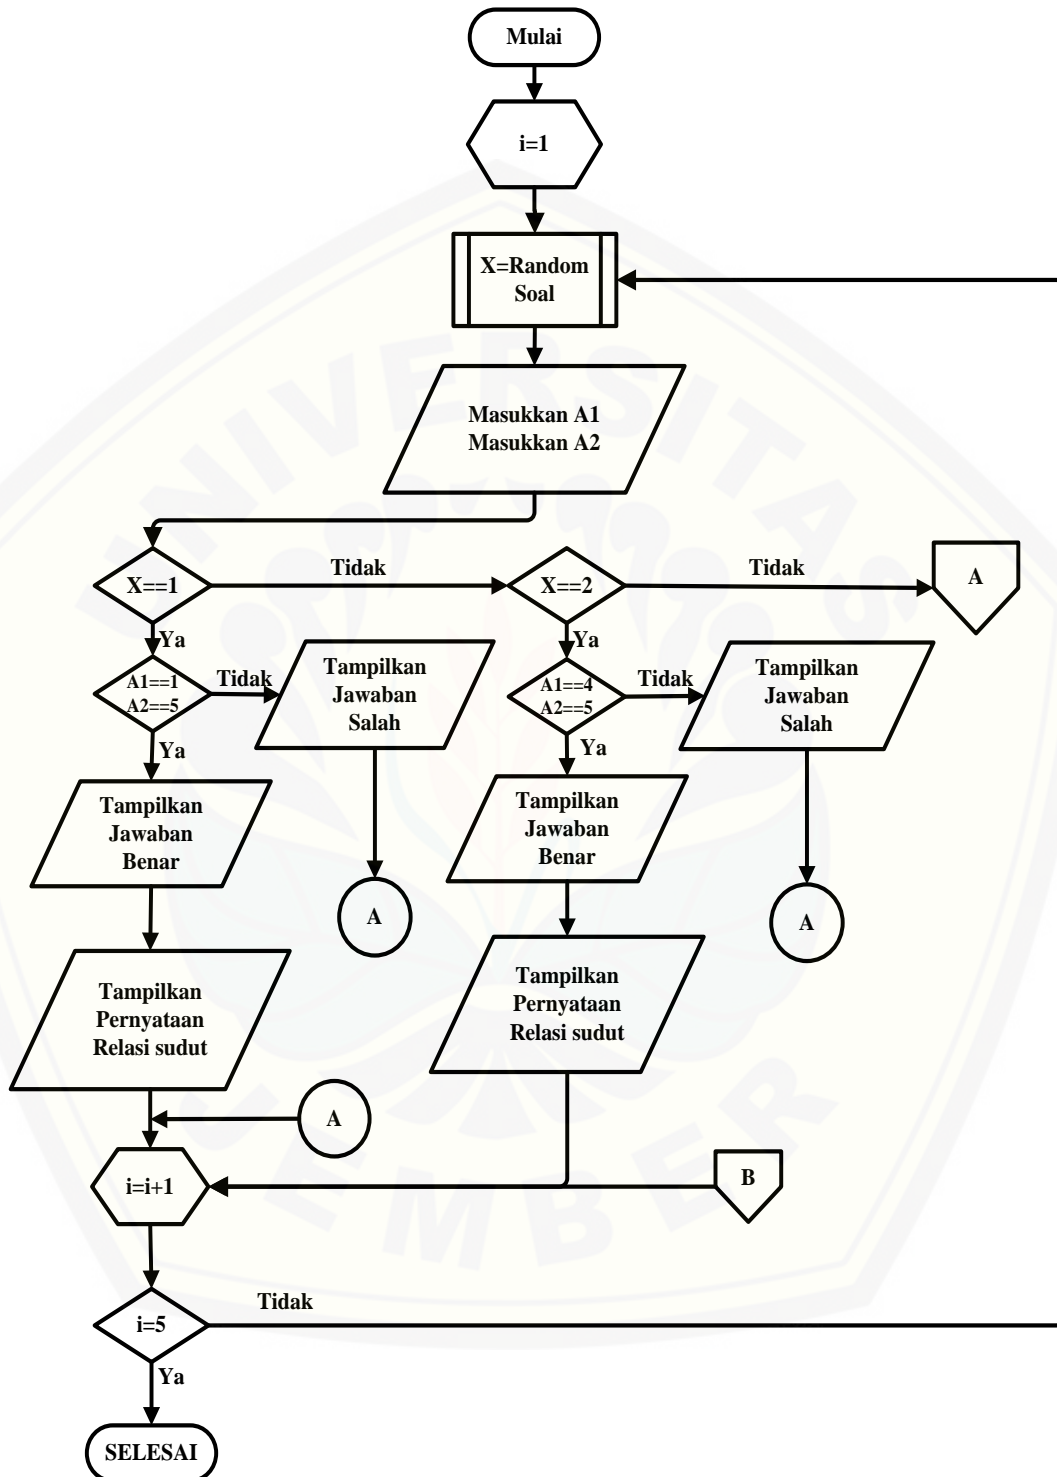 Mulai
i=1
X=Random
Soal
Masukkan A1
Masukkan A2
X==1
Tidak
X==2
Tidak
A
Ya
Ya
A1==1
A2==5
Tidak
Tampilkan
Jawaban
Salah
A1==4
A2==5
Tidak
Tampilkan
Jawaban
Salah
Ya
Ya
Tampilkan
Jawaban
Benar
Tampilkan
Jawaban
Benar
A
A
Tampilkan
Pernyataan
Relasi sudut
Tampilkan
Pernyataan
Relasi sudut
A
i=i+1
B
i=5
Tidak
Ya
SELESAI
UNIVERSITAS
JEMBER